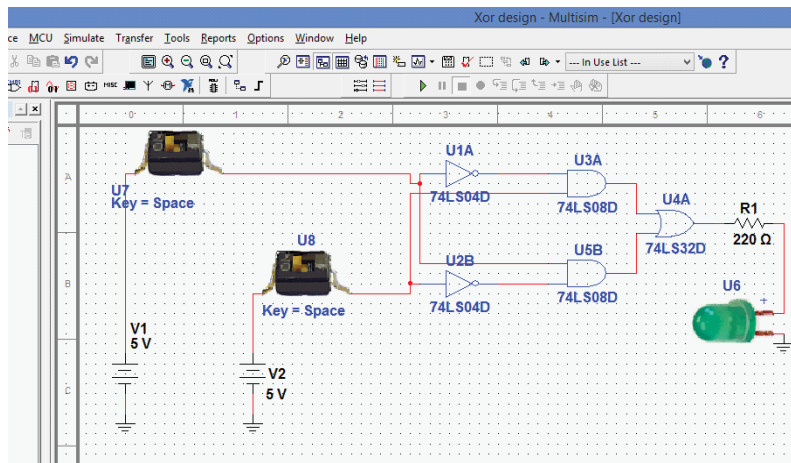 Xor design - Multisim - [Xor design]
ce MCU Simulate Transfer Tools Reports Options Window Help
--- In Use List ---
MISC
0 1 2 3 4 5 6
A
B
C
U7
Key = Space
U8
Key = Space
V1
5 V
V2
5 V
U1A
74LS04D
U2B
74LS04D
U3A
74LS08D
U5B
74LS08D
U4A
74LS32D
R1
220 Ω
U6
+